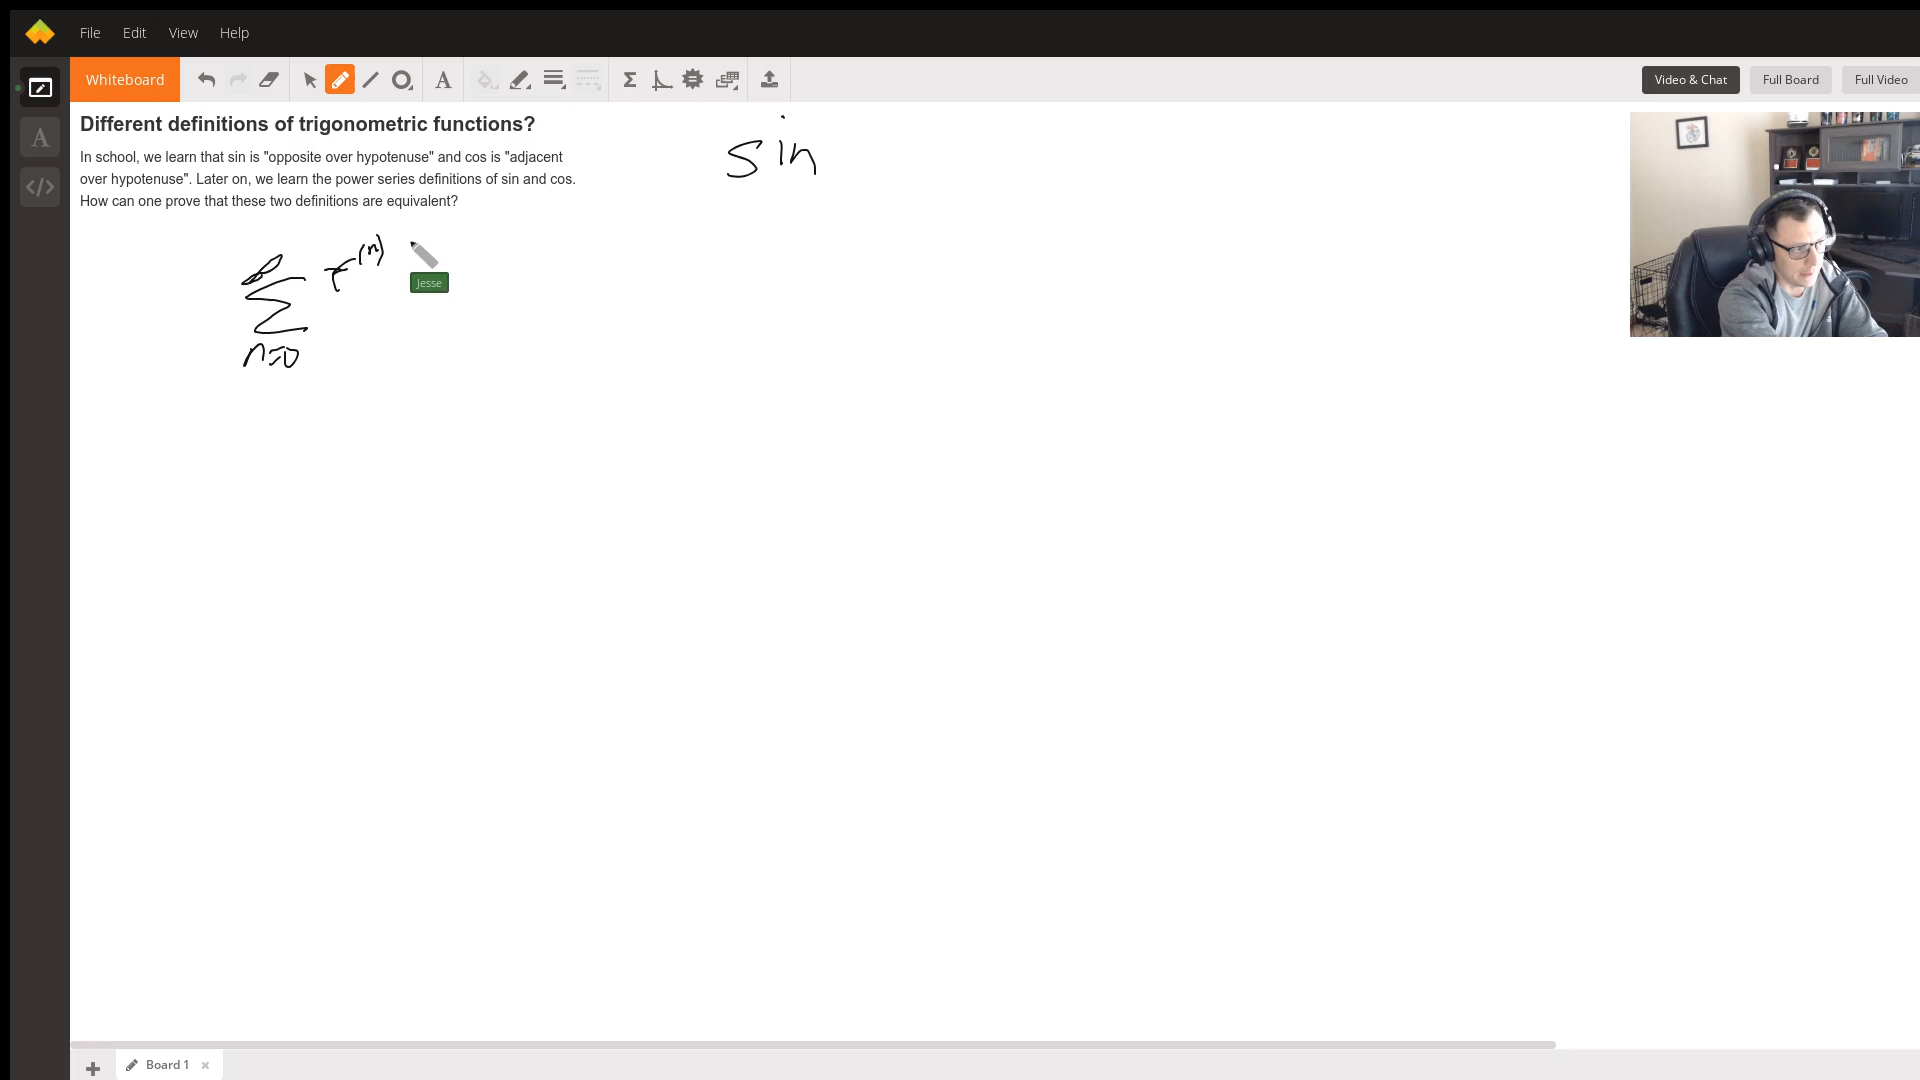 File Edit View Help
Whiteboard
A
Video & Chat Full Board Full Video
A
</>
Different definitions of trigonometric functions?
In school, we learn that sin is "opposite over hypotenuse" and cos is "adjacent
over hypotenuse". Later on, we learn the power series definitions of sin and cos.
How can one prove that these two definitions are equivalent?
sin
∞
Σ f⁽ⁿ⁾
n=0
Jesse
Board 1